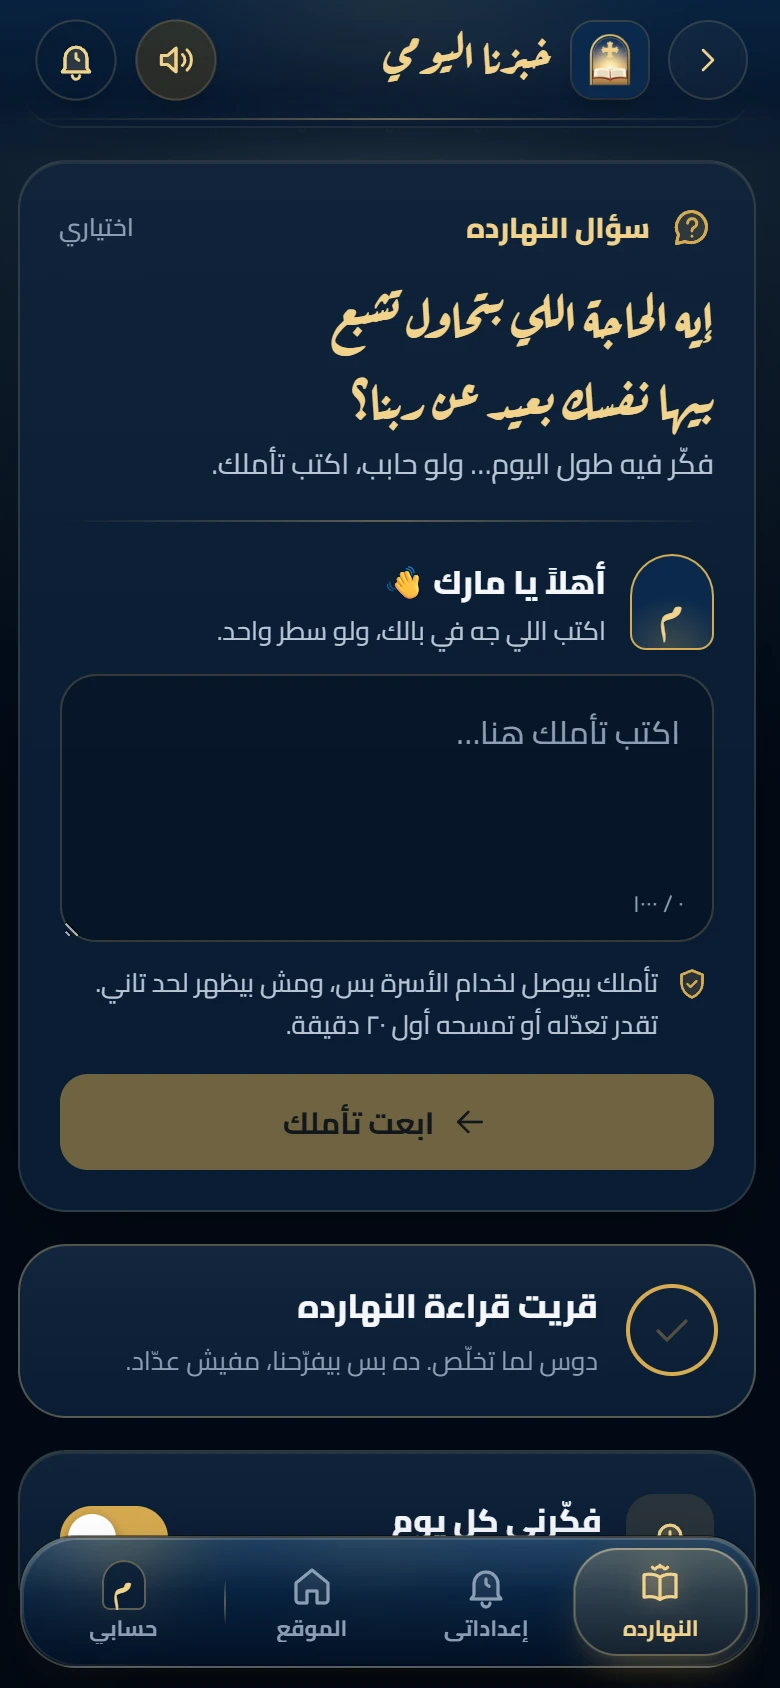 خبزنا اليومي
سؤال النهارده
اختياري
إيه الحاجة اللي بتحاول تشبع
بيها نفسك بعيد عن ربنا؟
فكّر فيه طول اليوم... ولو حابب، اكتب تأملك.
م
أهلاً يا مارك 👋
اكتب اللي جه في بالك، ولو سطر واحد.
اكتب تأملك هنا...
٠ / ١٠٠٠
تأملك بيوصل لخدام الأسرة بس، ومش بيظهر لحد تاني.
تقدر تعدّله أو تمسحه أول ٢٠ دقيقة.
ابعت تأملك
قريت قراءة النهارده
دوس لما تخلّص. ده بس بيفرّحنا، مفيش عدّاد.
فكّرني كل يوم
النهارده
إعداداتي
الموقع
م
حسابي